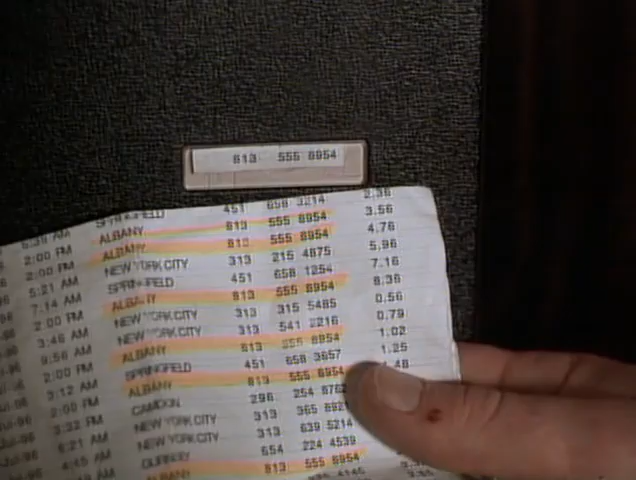 813 555 8954
6:36 AM SPRINGFIELD 451 658 3214 2.36
2:00 PM ALBANY 813 555 8954 3.56
2:00 PM ALBANY 813 555 8954 4.76
5:21 AM NEW YORK CITY 313 215 4875 5.96
7:14 AM SPRINGFIELD 451 658 1254 7.16
2:00 PM ALBANY 813 555 8954 8.36
3:46 AM NEW YORK CITY 313 315 5485 0.56
9:56 AM NEW YORK CITY 313 541 2216 0.79
2:00 PM ALBANY 813 555 8954 1.02
3:12 AM SPRINGFIELD 451 658 3657 1.25
2:00 PM ALBANY 813 555 8954 .48
3:32 PM CAMDEN 296 254
6:21 AM NEW YORK CITY 313 365
4:45 AM NEW YORK CITY 313 639 5214
654 224 4539
ALBANY 813 555 8954